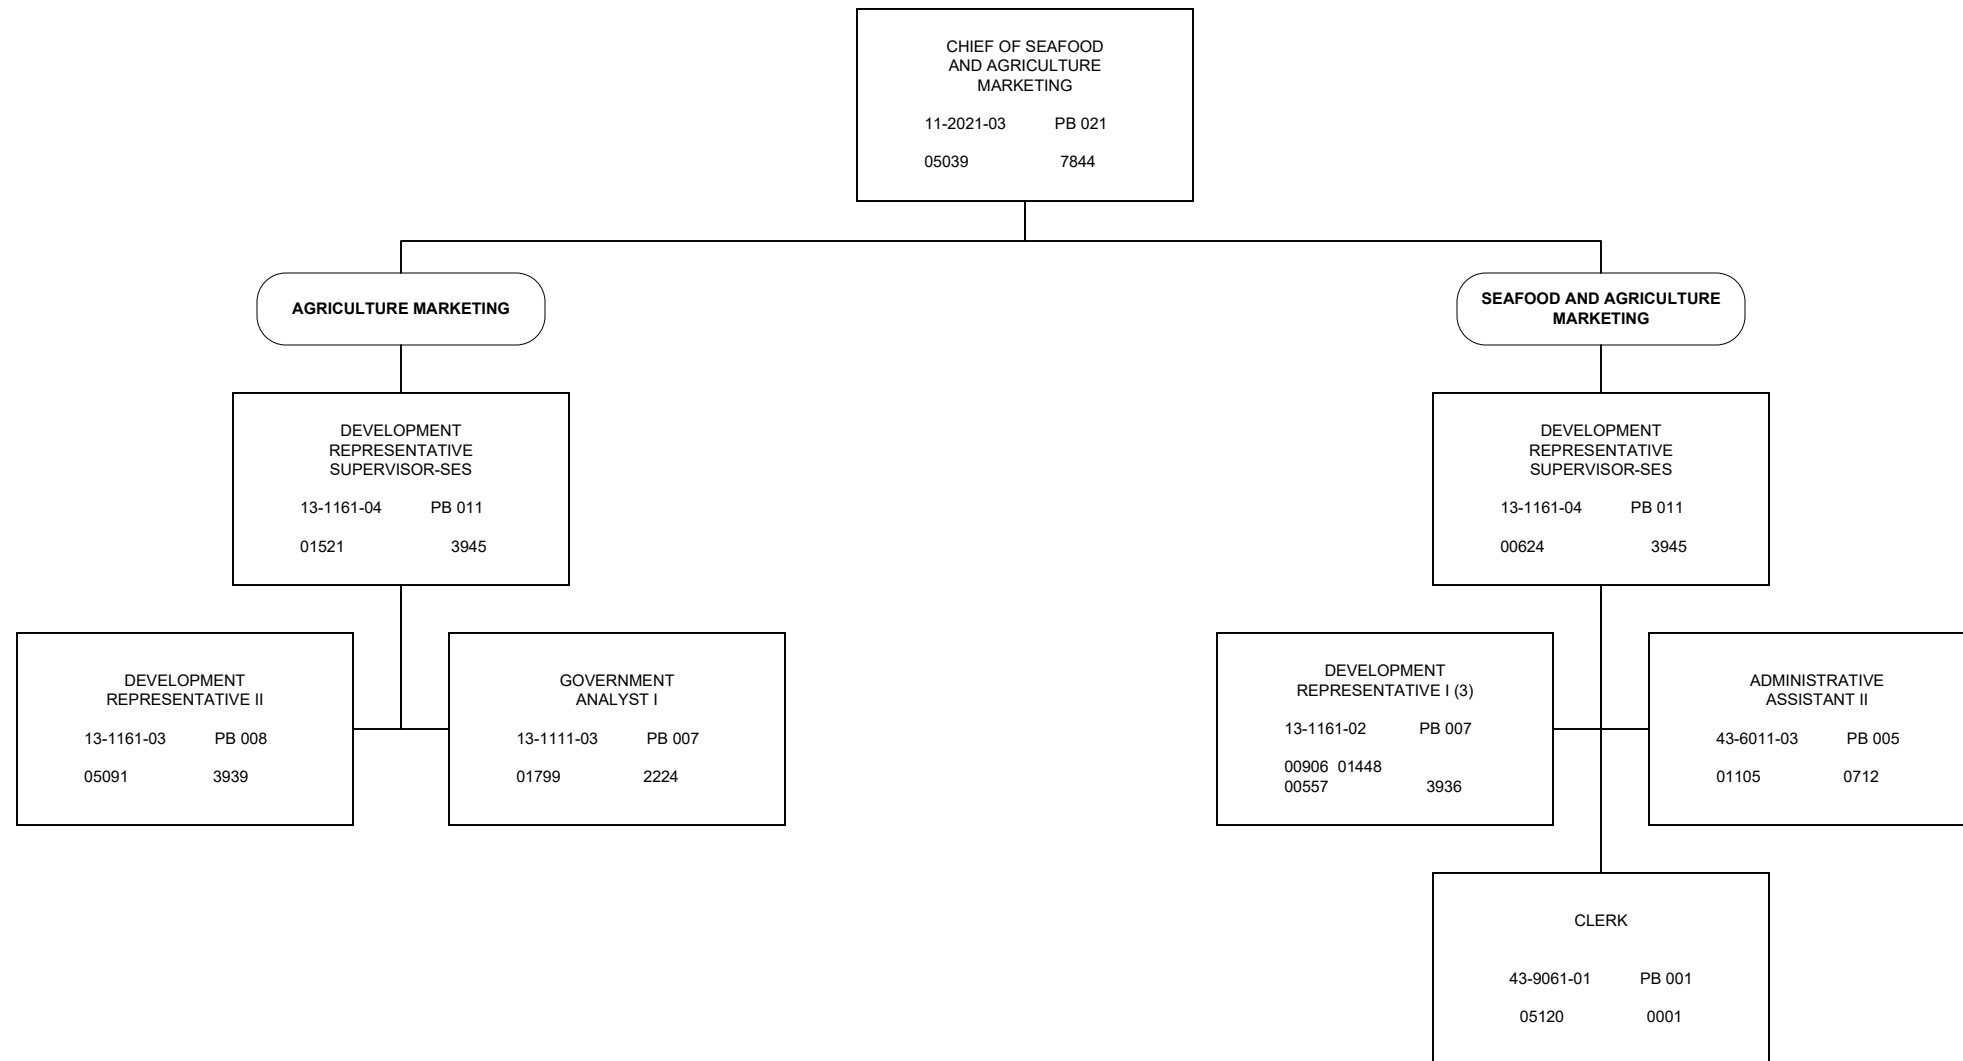 CHIEF OF SEAFOOD
AND AGRICULTURE
MARKETING
11-2021-03 PB 021
05039 7844
AGRICULTURE MARKETING
SEAFOOD AND AGRICULTURE
MARKETING
DEVELOPMENT
REPRESENTATIVE
SUPERVISOR-SES
13-1161-04 PB 011
01521 3945
DEVELOPMENT
REPRESENTATIVE
SUPERVISOR-SES
13-1161-04 PB 011
00624 3945
DEVELOPMENT
REPRESENTATIVE II
13-1161-03 PB 008
05091 3939
GOVERNMENT
ANALYST I
13-1111-03 PB 007
01799 2224
DEVELOPMENT
REPRESENTATIVE I (3)
13-1161-02 PB 007
00906 01448
00557 3936
ADMINISTRATIVE
ASSISTANT II
43-6011-03 PB 005
01105 0712
CLERK
43-9061-01 PB 001
05120 0001